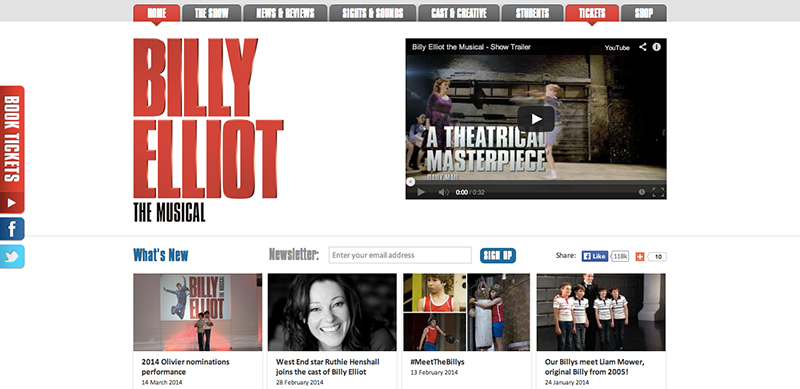 HOME
THE SHOW
NEWS & REVIEWS
SIGHTS & SOUNDS
CAST & CREATIVE
STUDENTS
TICKETS
SHOP
BILLY
ELLIOT
THE MUSICAL
BOOK TICKETS
Billy Elliot the Musical - Show Trailer
YouTube
A THEATRICAL
MASTERPIECE
DAILY MAIL
0:00 / 0:32
What's New
Newsletter:
Enter your email address
SIGN UP
Share:
Like
118k
10
BILLY
ELLIOT
2014 Olivier nominations
performance
14 March 2014
West End star Ruthie Henshall
joins the cast of Billy Elliot
28 February 2014
#MeetTheBillys
13 February 2014
Our Billys meet Liam Mower,
original Billy from 2005!
24 January 2014